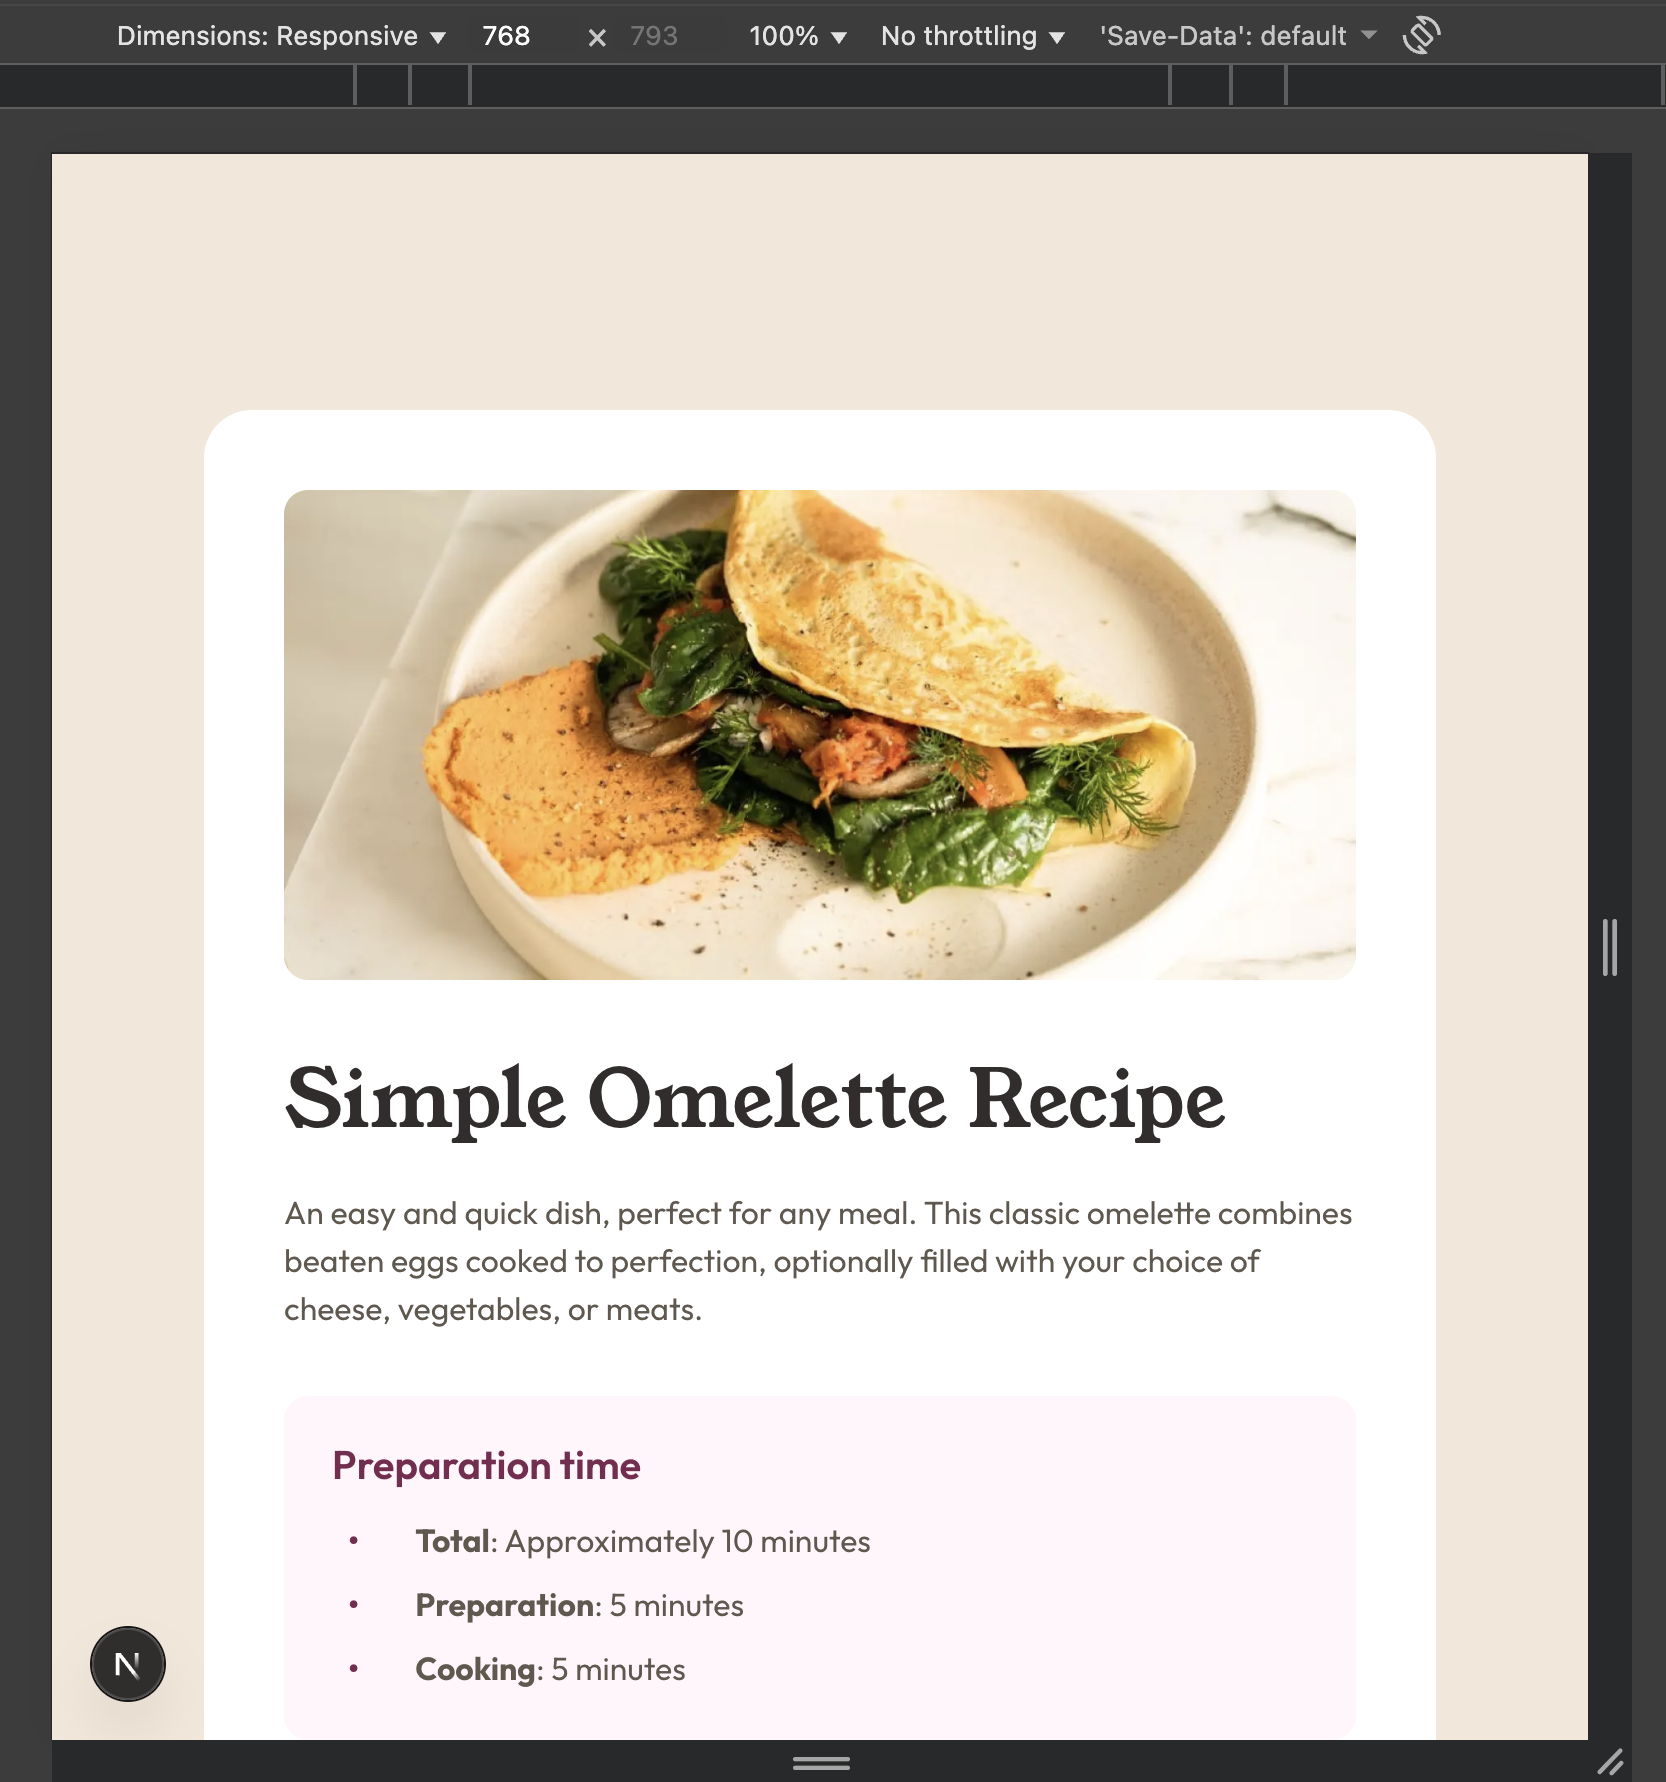 Dimensions: Responsive ▼ 768 × 793 100% ▼ No throttling ▼ 'Save-Data': default ▼
Simple Omelette Recipe
An easy and quick dish, perfect for any meal. This classic omelette combines
beaten eggs cooked to perfection, optionally filled with your choice of
cheese, vegetables, or meats.
Preparation time
• Total: Approximately 10 minutes
• Preparation: 5 minutes
• Cooking: 5 minutes
N